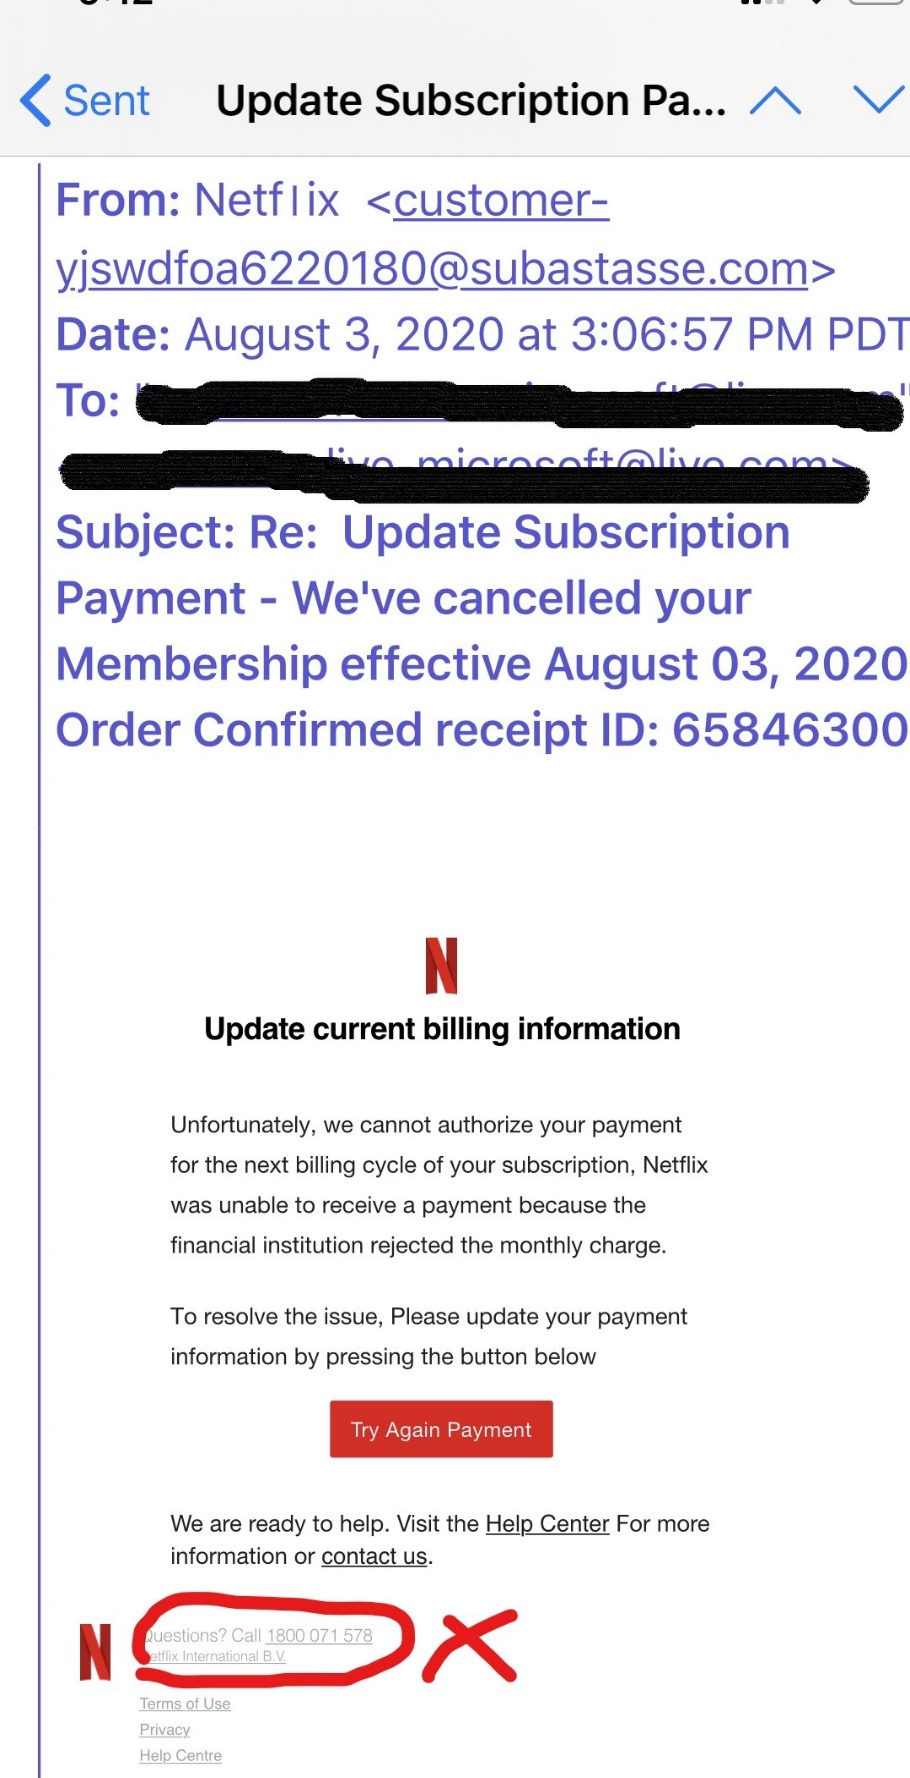 Sent Update Subscription Pa...
From: Netflix <customer-
yjswdfoa6220180@subastasse.com>
Date: August 3, 2020 at 3:06:57 PM PDT
To:
live_microsoft@live.com>
Subject: Re: Update Subscription
Payment - We've cancelled your
Membership effective August 03, 2020
Order Confirmed receipt ID: 65846300
N
Update current billing information
Unfortunately, we cannot authorize your payment
for the next billing cycle of your subscription, Netflix
was unable to receive a payment because the
financial institution rejected the monthly charge.
To resolve the issue, Please update your payment
information by pressing the button below
Try Again Payment
We are ready to help. Visit the Help Center For more
information or contact us.
N
Questions? Call 1800 071 578
Netflix International B.V.
Terms of Use
Privacy
Help Centre